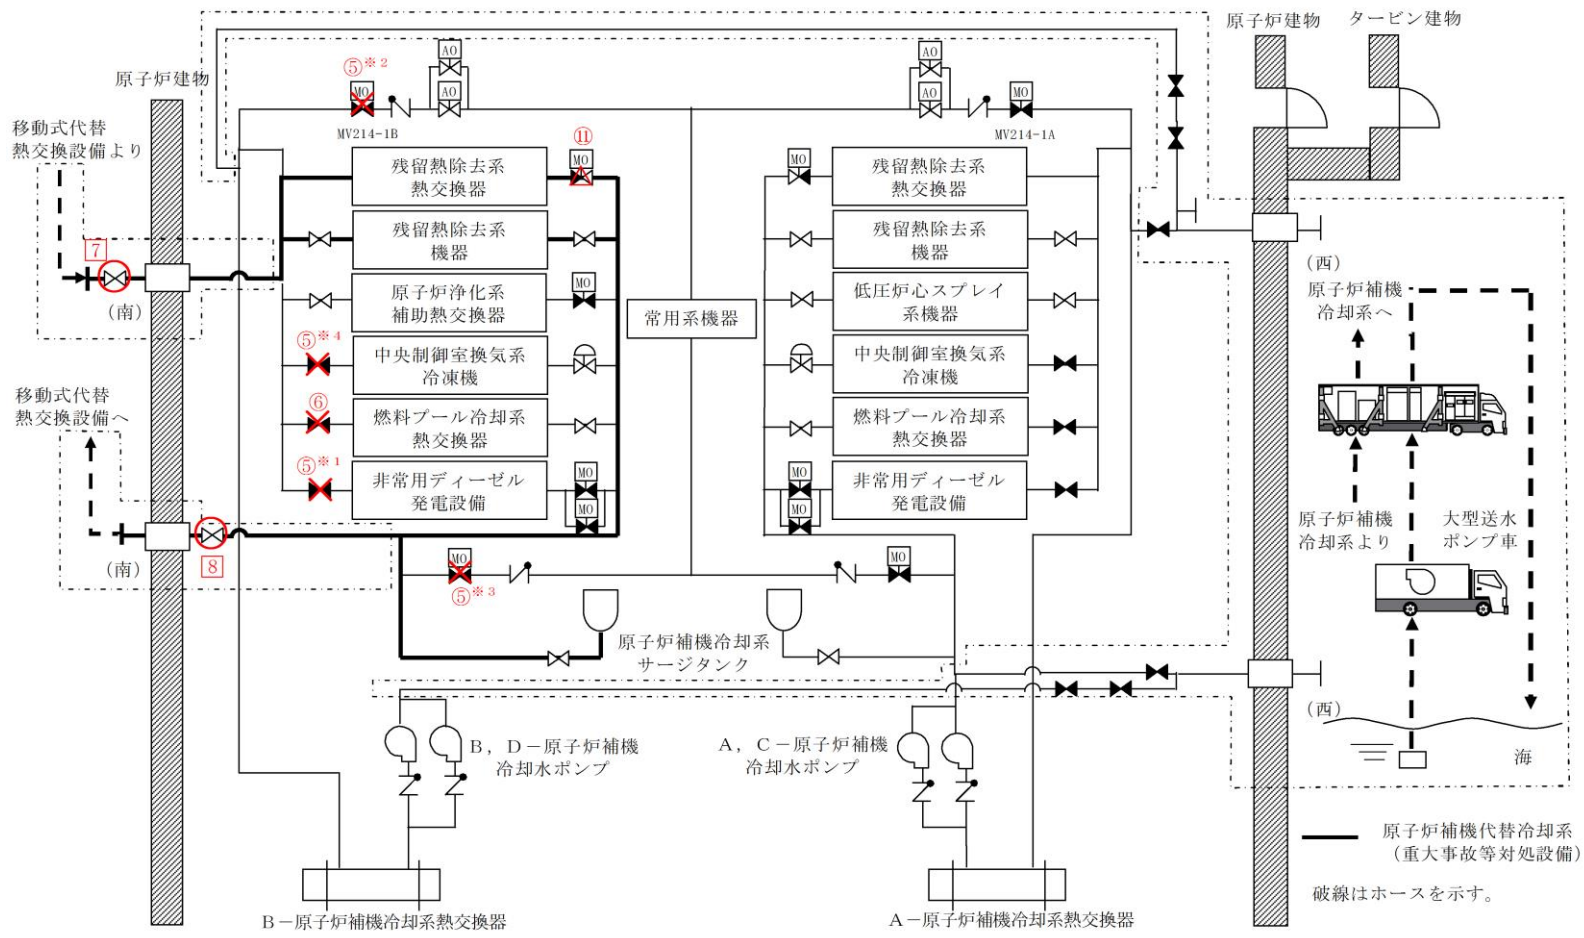 原子炉建物
タービン建物
原子炉建物
移動式代替
熱交換設備より
⑤※2
MO
AO
AO
MV214-1B
AO
AO
MO
MV214-1A
⑪
MO
残留熱除去系
熱交換器
MO
残留熱除去系
熱交換器
残留熱除去系
機器
残留熱除去系
機器
7
(南)
原子炉浄化系
補助熱交換器
MO
常用系機器
低圧炉心スプレイ
系機器
⑤※4
中央制御室換気系
冷凍機
中央制御室換気系
冷凍機
移動式代替
熱交換設備へ
⑥
燃料プール冷却系
熱交換器
燃料プール冷却系
熱交換器
⑤※1
非常用ディーゼル
発電設備
MO
MO
MO
MO
非常用ディーゼル
発電設備
(南)
8
MO
⑤※3
MO
原子炉補機冷却系
サージタンク
(西)
原子炉補機
冷却系へ
原子炉補機
冷却系より
大型送水
ポンプ車
(西)
海
B,D-原子炉補機
冷却水ポンプ
A,C-原子炉補機
冷却水ポンプ
B-原子炉補機冷却系熱交換器
A-原子炉補機冷却系熱交換器
原子炉補機代替冷却系
(重大事故等対処設備)
破線はホースを示す。